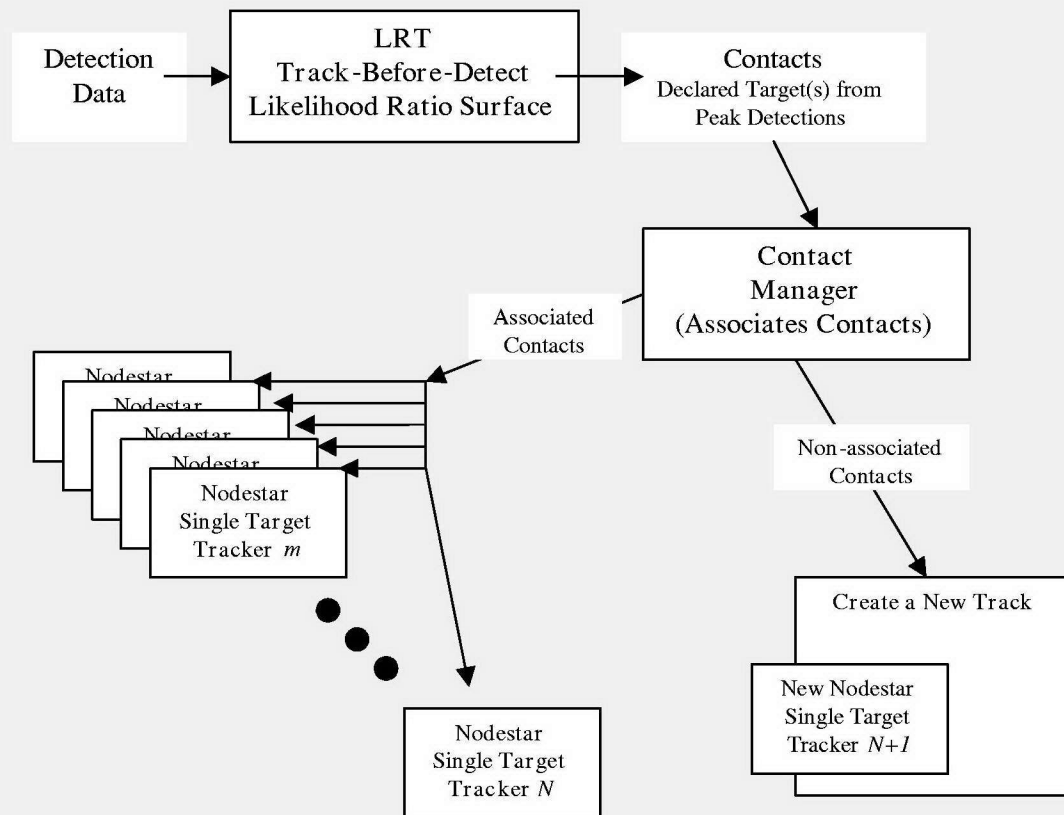 Detection
Data
LRT
Track-Before-Detect
Likelihood Ratio Surface
Contacts
Declared Target(s) from
Peak Detections
Contact
Manager
(Associates Contacts)
Associated
Contacts
Non-associated
Contacts
Nodestar
Nodestar
Nodestar
Nodestar
Nodestar
Single Target
Tracker m
Nodestar
Single Target
Tracker N
Create a New Track
New Nodestar
Single Target
Tracker N+1